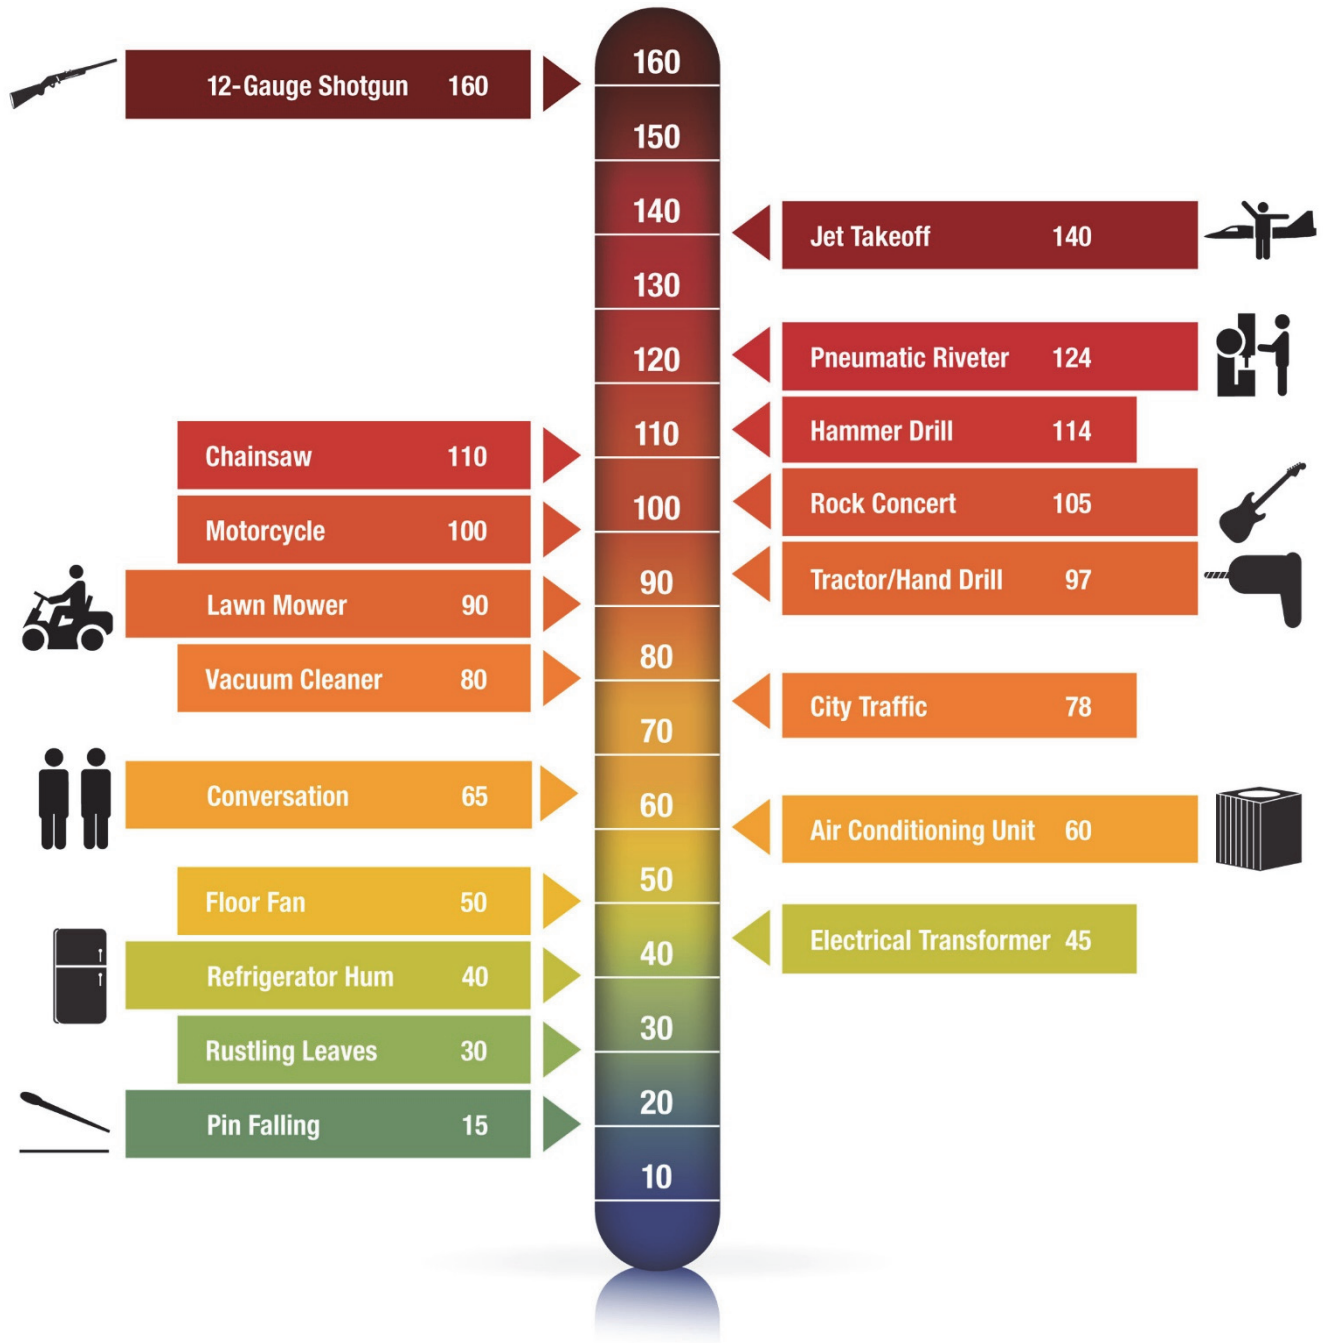 12-Gauge Shotgun 160
Chainsaw 110
Motorcycle 100
Lawn Mower 90
Vacuum Cleaner 80
Conversation 65
Floor Fan 50
Refrigerator Hum 40
Rustling Leaves 30
Pin Falling 15
160
150
140
130
120
110
100
90
80
70
60
50
40
30
20
10
Jet Takeoff 140
Pneumatic Riveter 124
Hammer Drill 114
Rock Concert 105
Tractor/Hand Drill 97
City Traffic 78
Air Conditioning Unit 60
Electrical Transformer 45